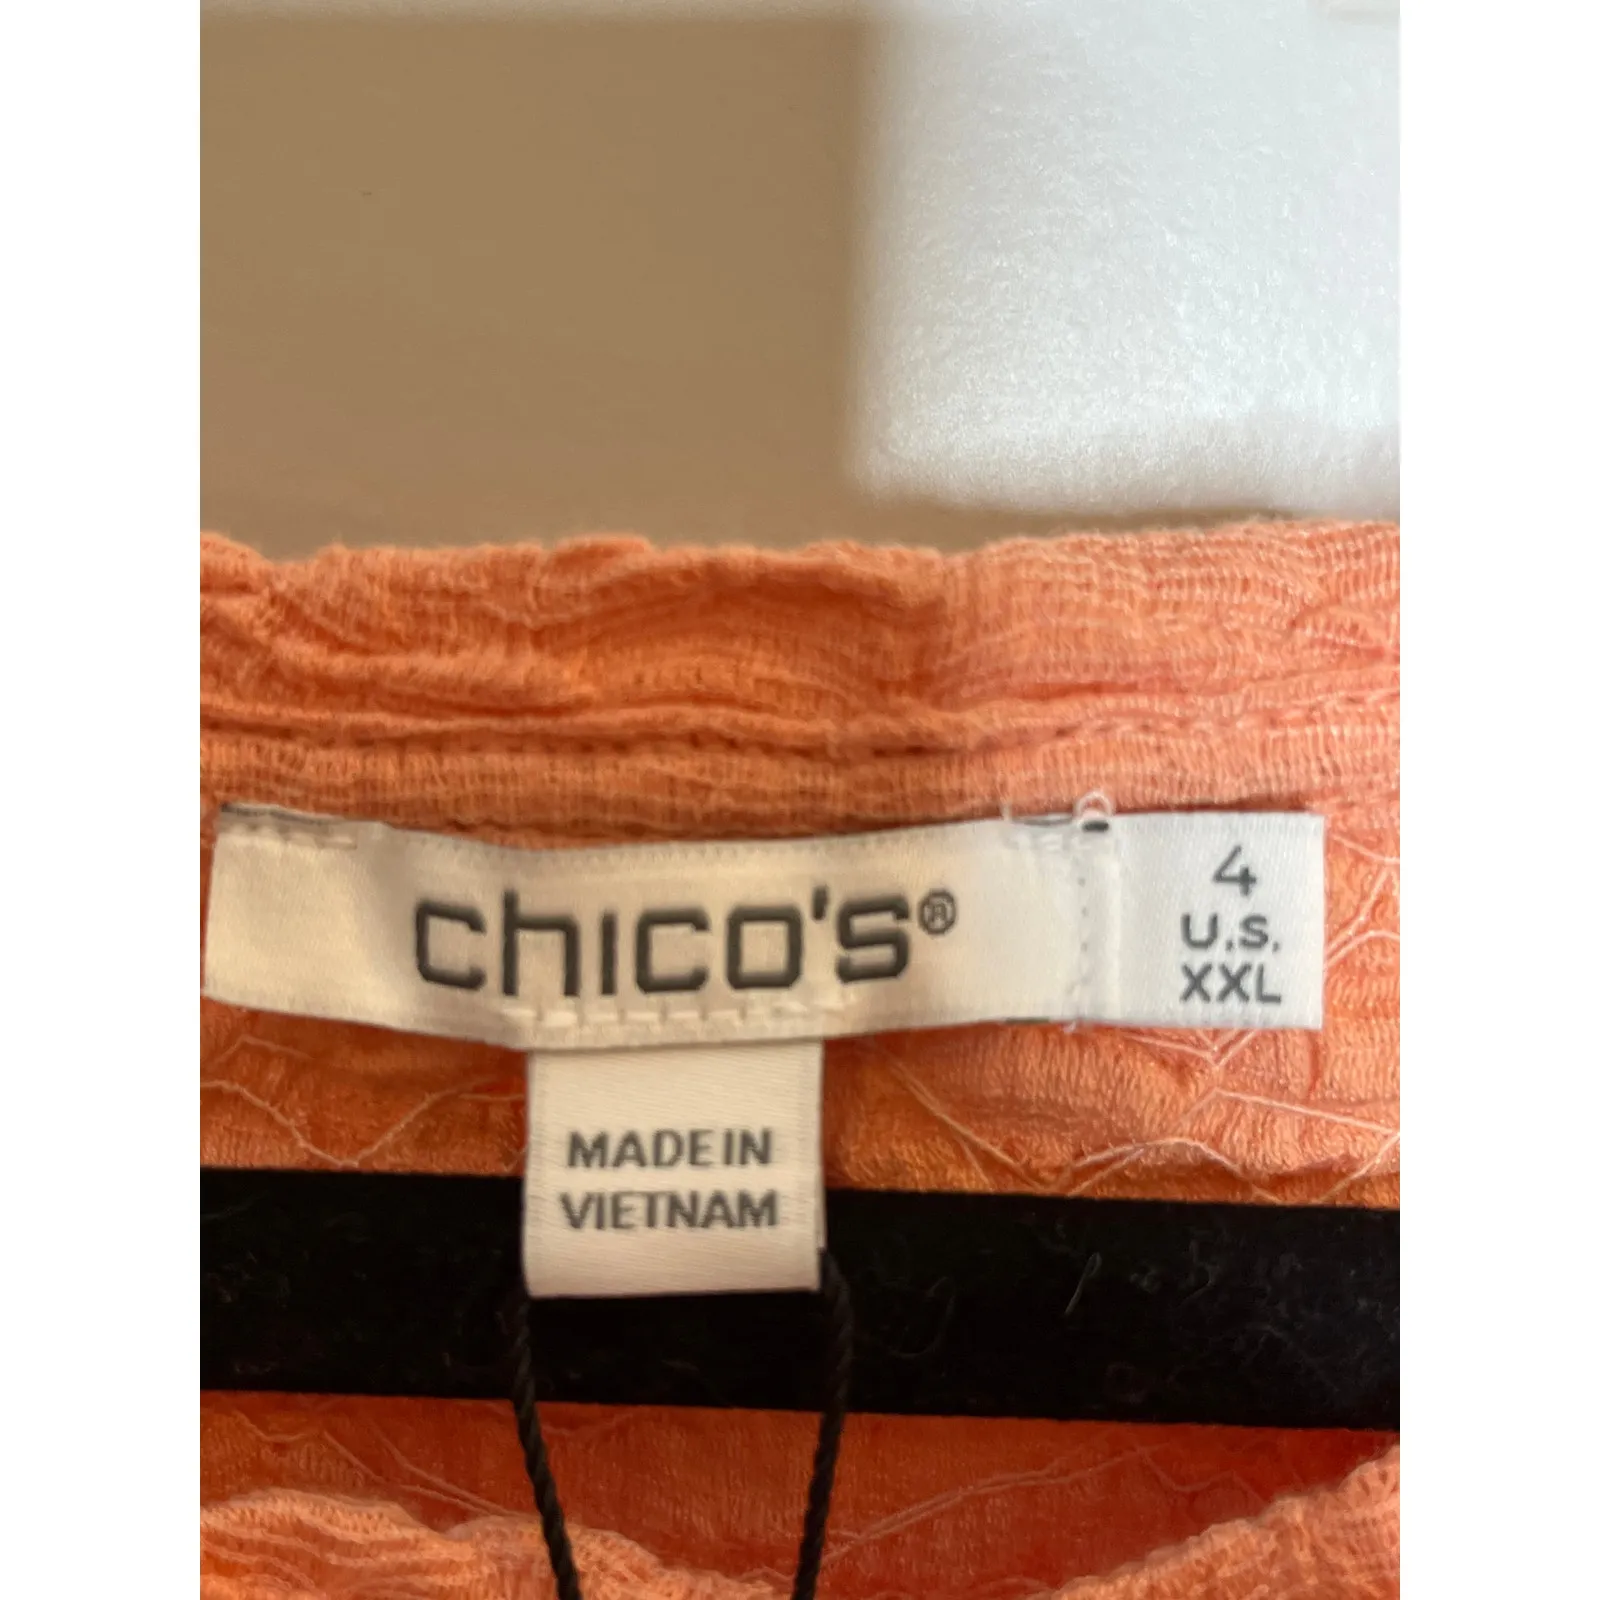 chico's®
4
U.S.
XXL
MADE IN
VIETNAM